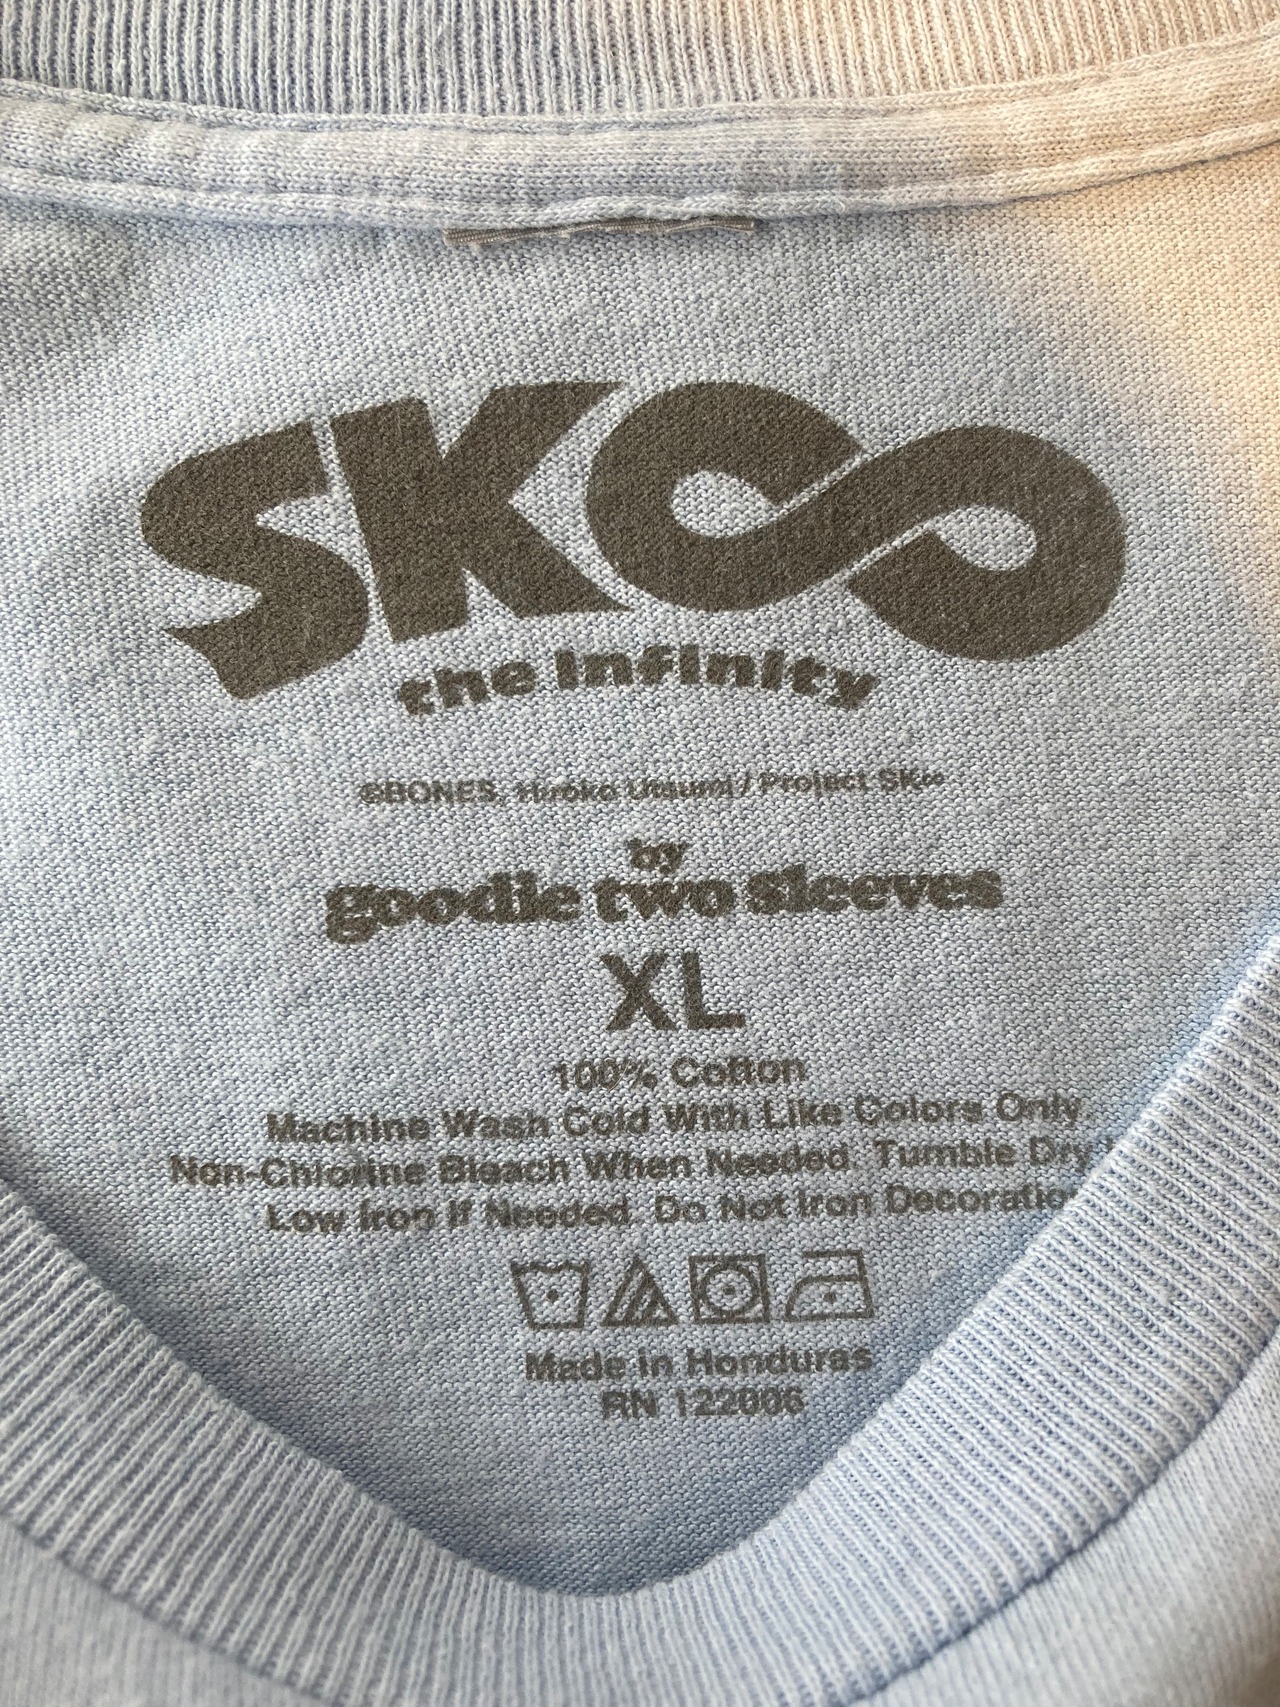 SK∞
the infinity
©BONES, Hiroko Utsumi / Project SK∞
by
goodie two sleeves
XL
100% Cotton
Machine Wash Cold With Like Colors Only
Non-Chlorine Bleach When Needed. Tumble Dry
Low Iron If Needed. Do Not Iron Decoratio
Made in Honduras
RN 122006